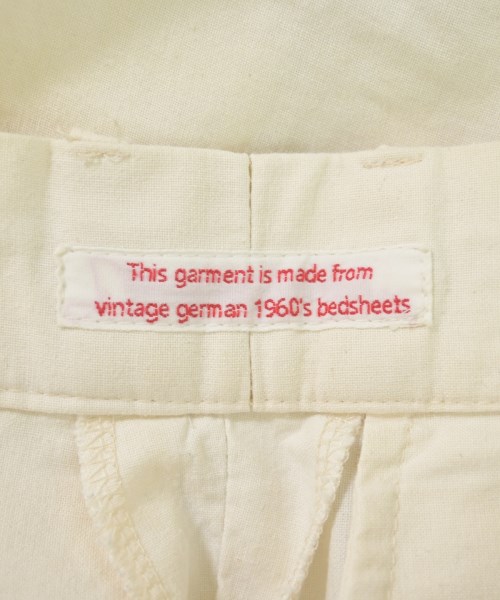 This garment is made from
vintage german 1960's bedsheets